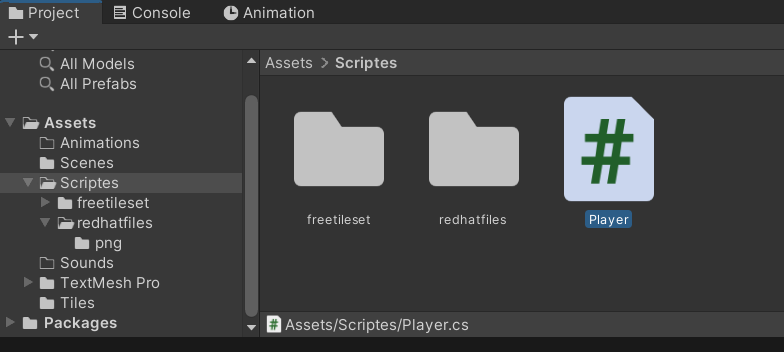 Project
Console
Animation
All Models
All Prefabs
Assets
Animations
Scenes
Scriptes
freetileset
redhatfiles
png
Sounds
TextMesh Pro
Tiles
Packages
Assets > Scriptes
freetileset
redhatfiles
Player
Assets/Scriptes/Player.cs